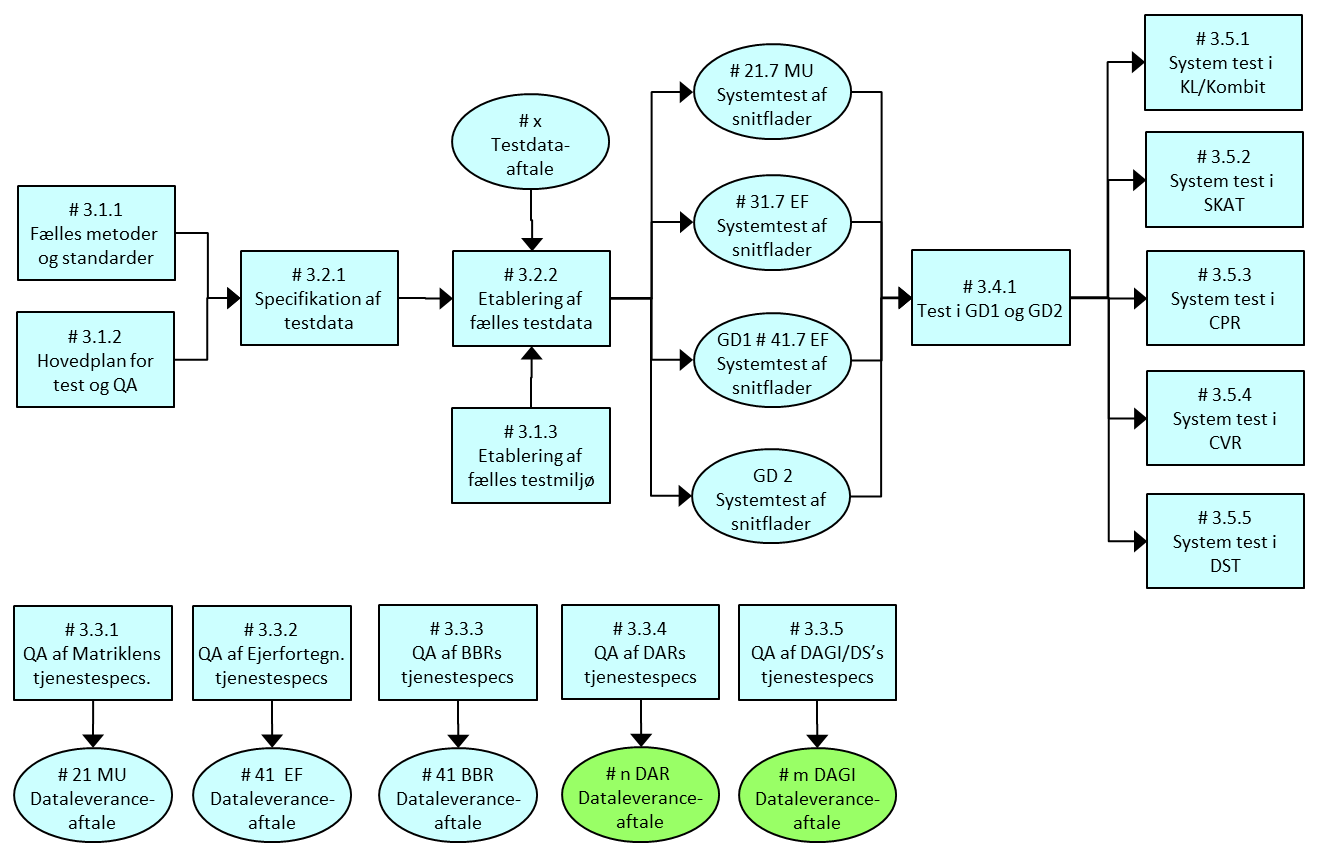 # 3.1.1
Fælles metoder
og standarder
# 3.1.2
Hovedplan for
test og QA
# 3.2.1
Specifikation af
testdata
# x
Testdata-
aftale
# 3.2.2
Etablering af
fælles testdata
# 3.1.3
Etablering af
fælles testmiljø
# 21.7 MU
Systemtest af
snitflader
# 31.7 EF
Systemtest af
snitflader
GD1 # 41.7 EF
Systemtest af
snitflader
GD 2
Systemtest af
snitflader
# 3.4.1
Test i GD1 og GD2
# 3.5.1
System test i
KL/Kombit
# 3.5.2
System test i
SKAT
# 3.5.3
System test i
CPR
# 3.5.4
System test i
CVR
# 3.5.5
System test i
DST
# 3.3.1
QA af Matriklens
tjenestespecs.
# 3.3.2
QA af Ejerfortegn.
tjenestespecs
# 3.3.3
QA af BBRs
tjenestespecs
# 3.3.4
QA af DARs
tjenestespecs
# 3.3.5
QA af DAGI/DS’s
tjenestespecs
# 21 MU
Dataleverance-
aftale
# 41 EF
Dataleverance-
aftale
# 41 BBR
Dataleverance-
aftale
# n DAR
Dataleverance-
aftale
# m DAGI
Dataleverance-
aftale